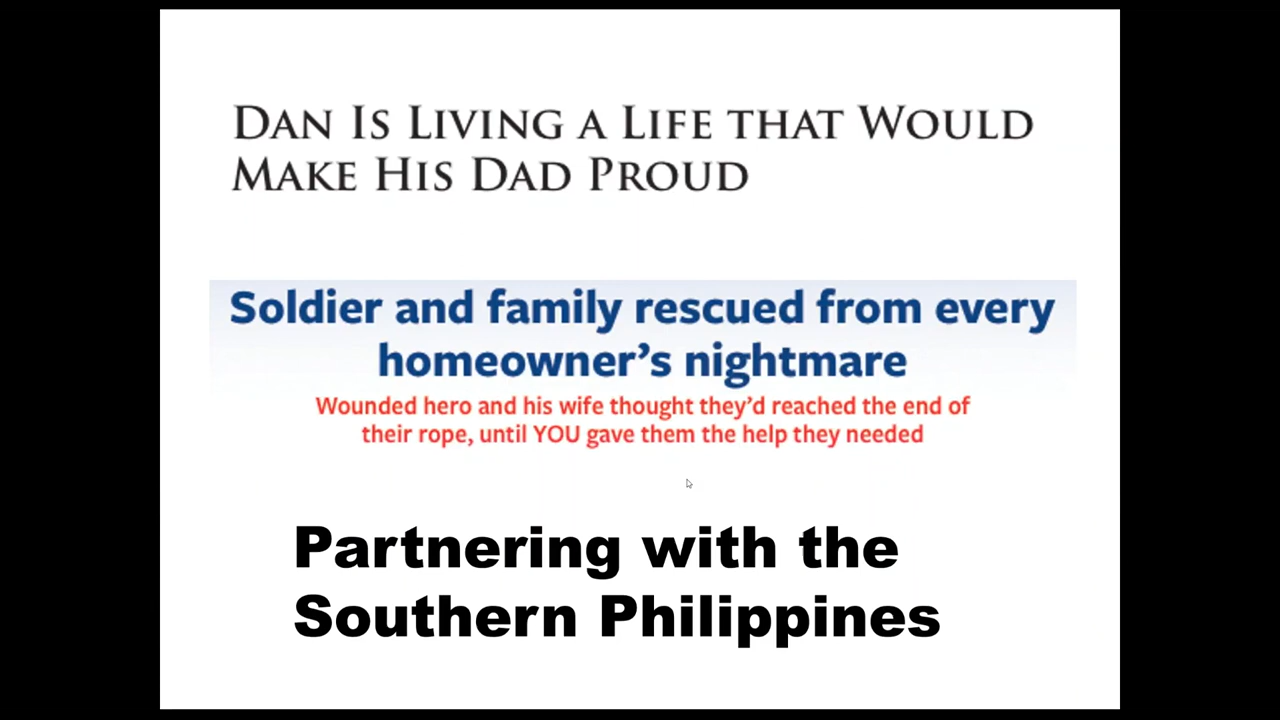 Dan Is Living a Life that Would
Make His Dad Proud
Soldier and family rescued from every
homeowner’s nightmare
Wounded hero and his wife thought they’d reached the end of
their rope, until YOU gave them the help they needed
Partnering with the
Southern Philippines